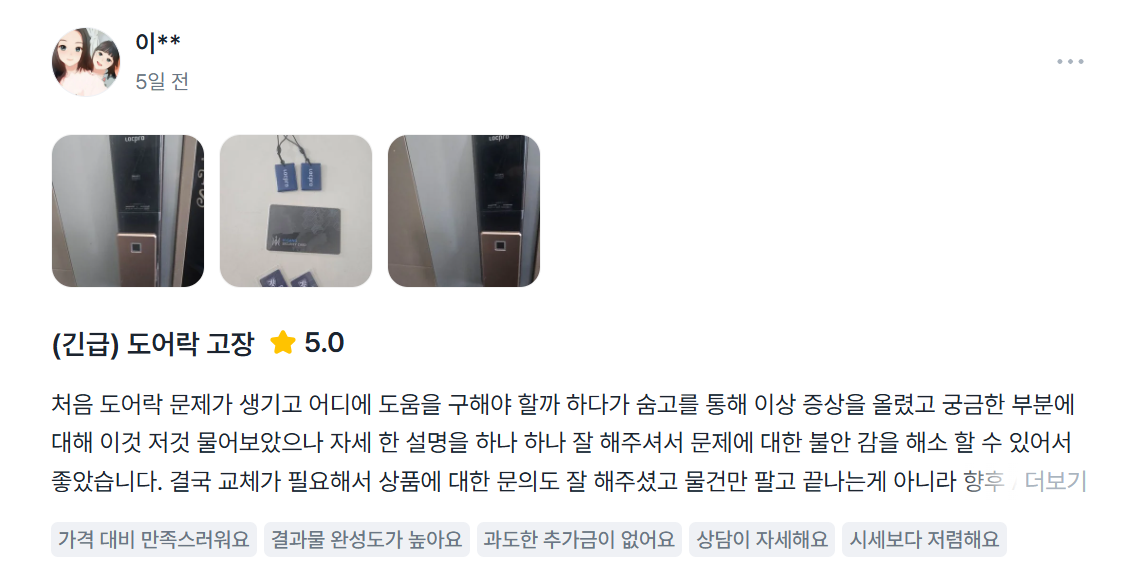 이**
5일 전
(긴급) 도어락 고장 5.0
처음 도어락 문제가 생기고 어디에 도움을 구해야 할까 하다가 숨고를 통해 이상 증상을 올렸고 궁금한 부분에
대해 이것 저것 물어보았으나 자세 한 설명을 하나 하나 잘 해주셔서 문제에 대한 불안 감을 해소 할 수 있어서
좋았습니다. 결국 교체가 필요해서 상품에 대한 문의도 잘 해주셨고 물건만 팔고 끝나는게 아니라 향후 더보기
가격 대비 만족스러워요 결과물 완성도가 높아요 과도한 추가금이 없어요 상담이 자세해요 시세보다 저렴해요